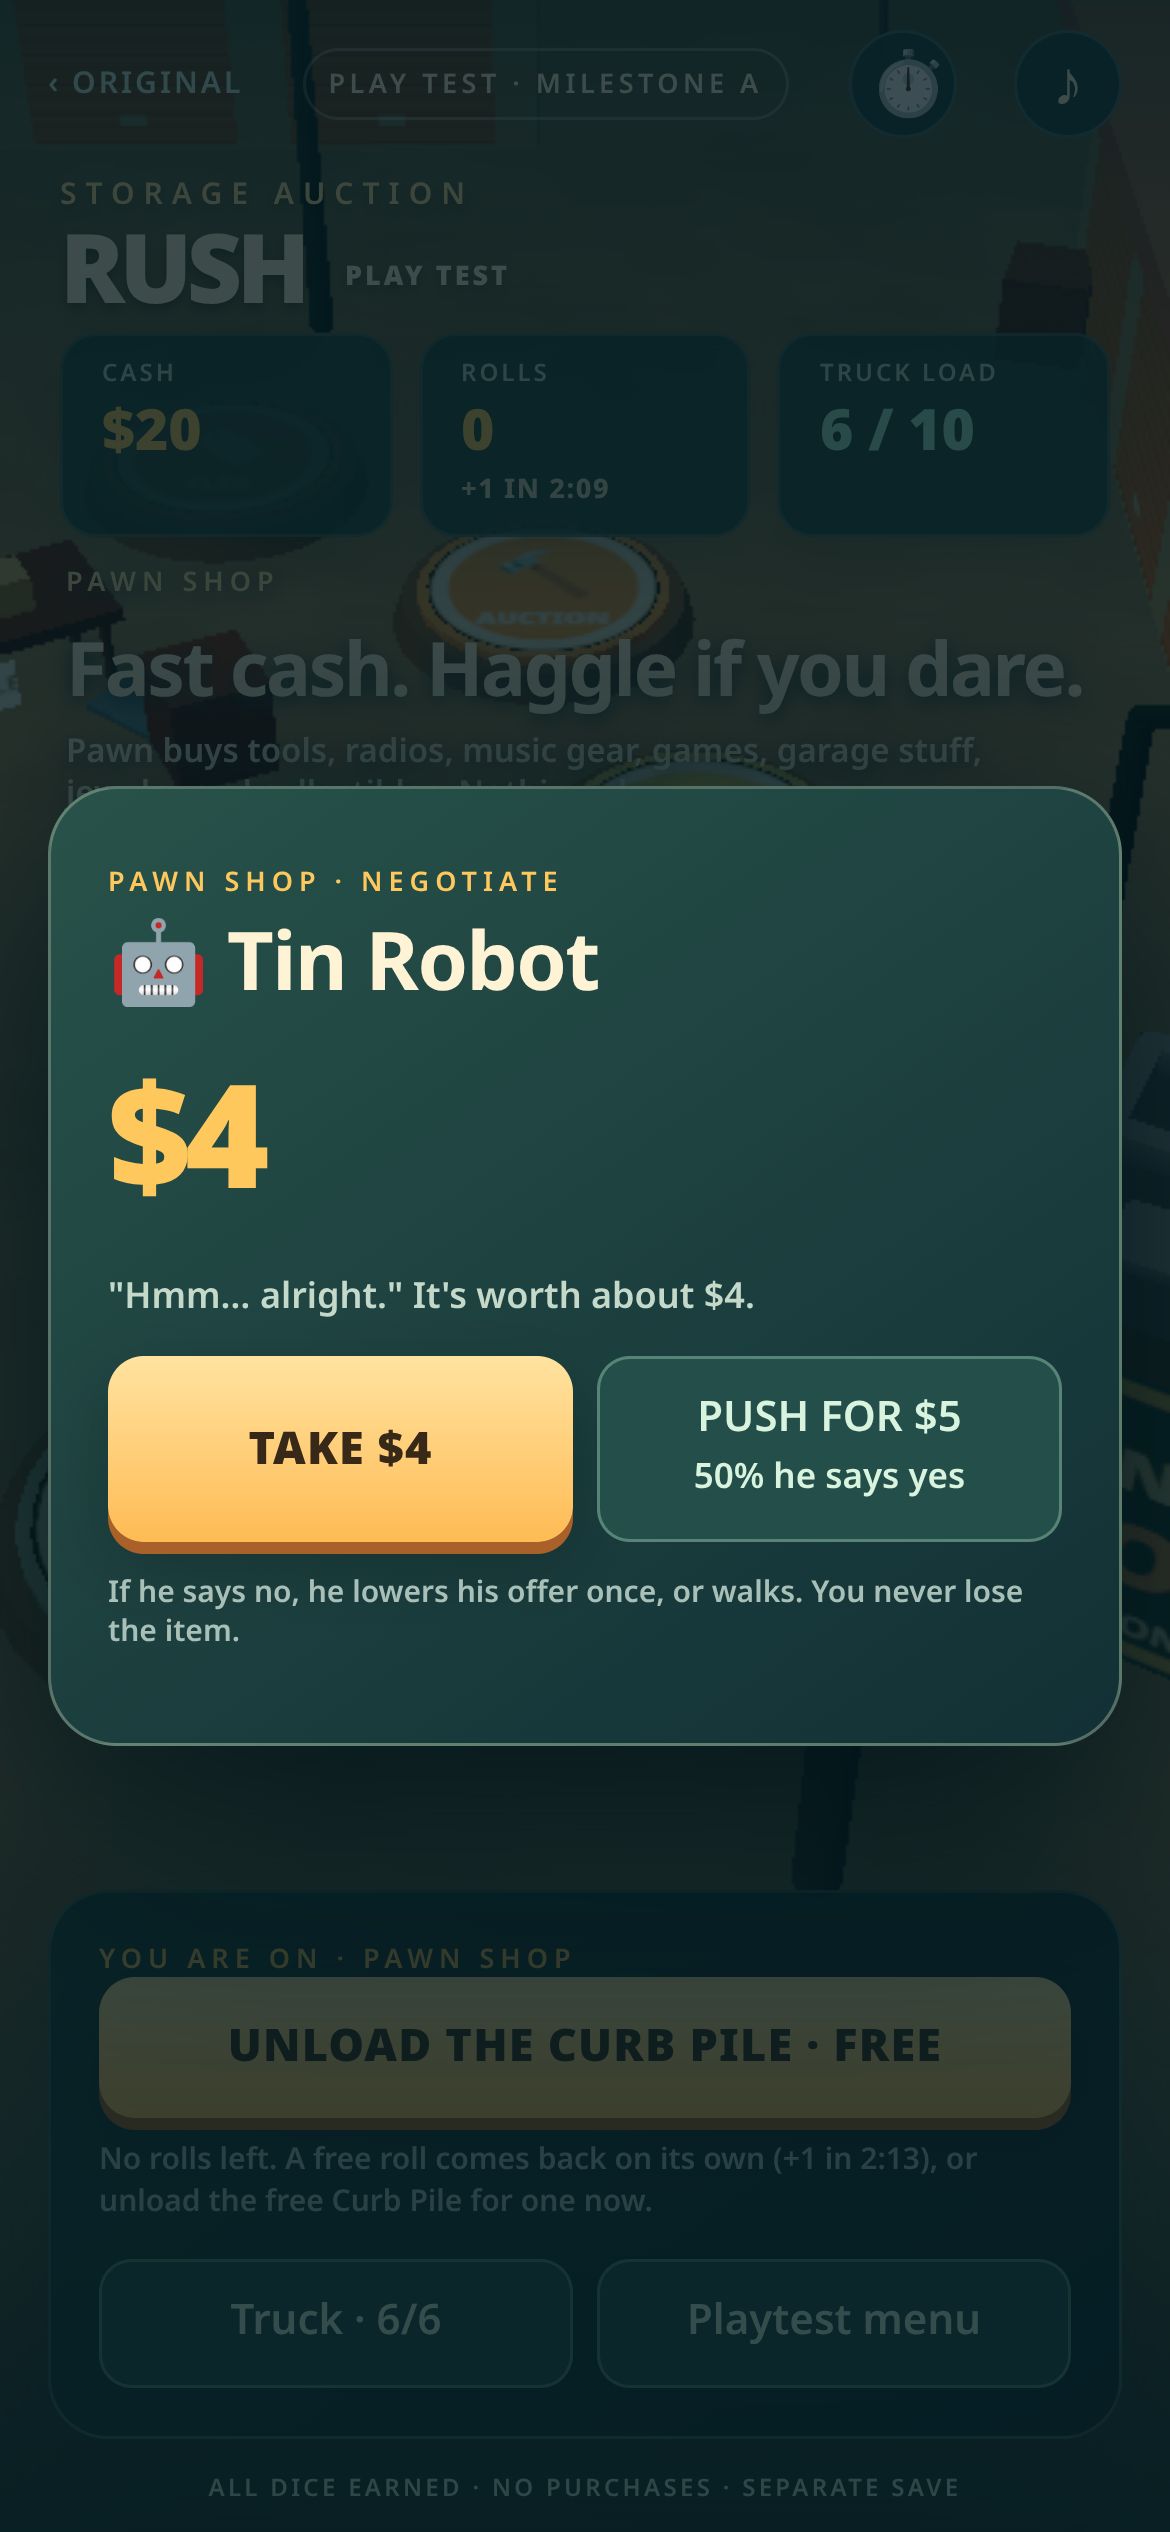 ‹ ORIGINAL
PLAY TEST · MILESTONE A
STORAGE AUCTION
RUSH PLAY TEST
CASH
$20
ROLLS
0
+1 IN 2:09
TRUCK LOAD
6 / 10
AUCTION
PAWN SHOP
Fast cash. Haggle if you dare.
Pawn buys tools, radios, music gear, games, garage stuff,
PAWN SHOP · NEGOTIATE
Tin Robot
$4
"Hmm... alright." It's worth about $4.
TAKE $4
PUSH FOR $5
50% he says yes
If he says no, he lowers his offer once, or walks. You never lose
the item.
YOU ARE ON · PAWN SHOP
UNLOAD THE CURB PILE · FREE
No rolls left. A free roll comes back on its own (+1 in 2:13), or
unload the free Curb Pile for one now.
Truck · 6/6
Playtest menu
ALL DICE EARNED · NO PURCHASES · SEPARATE SAVE